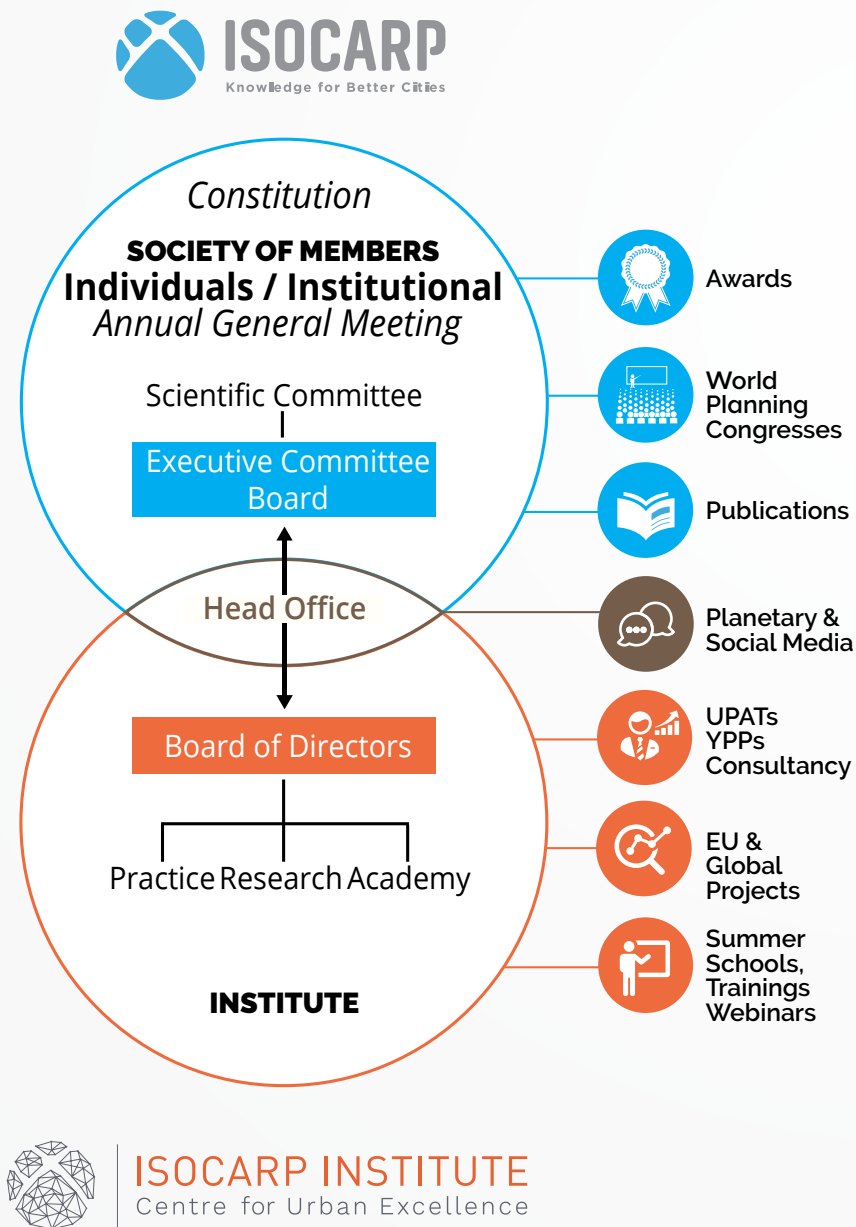 ISOCARP
Knowledge for Better Cities
Constitution
SOCIETY OF MEMBERS
Individuals / Institutional
Annual General Meeting
Scientific Committee
Executive Committee
Board
Head Office
Board of Directors
Practice Research Academy
INSTITUTE
Awards
World
Planning
Congresses
Publications
Planetary &
Social Media
UPATs
YPPs
Consultancy
EU &
Global
Projects
Summer
Schools,
Trainings
Webinars
ISOCARP INSTITUTE
Centre for Urban Excellence